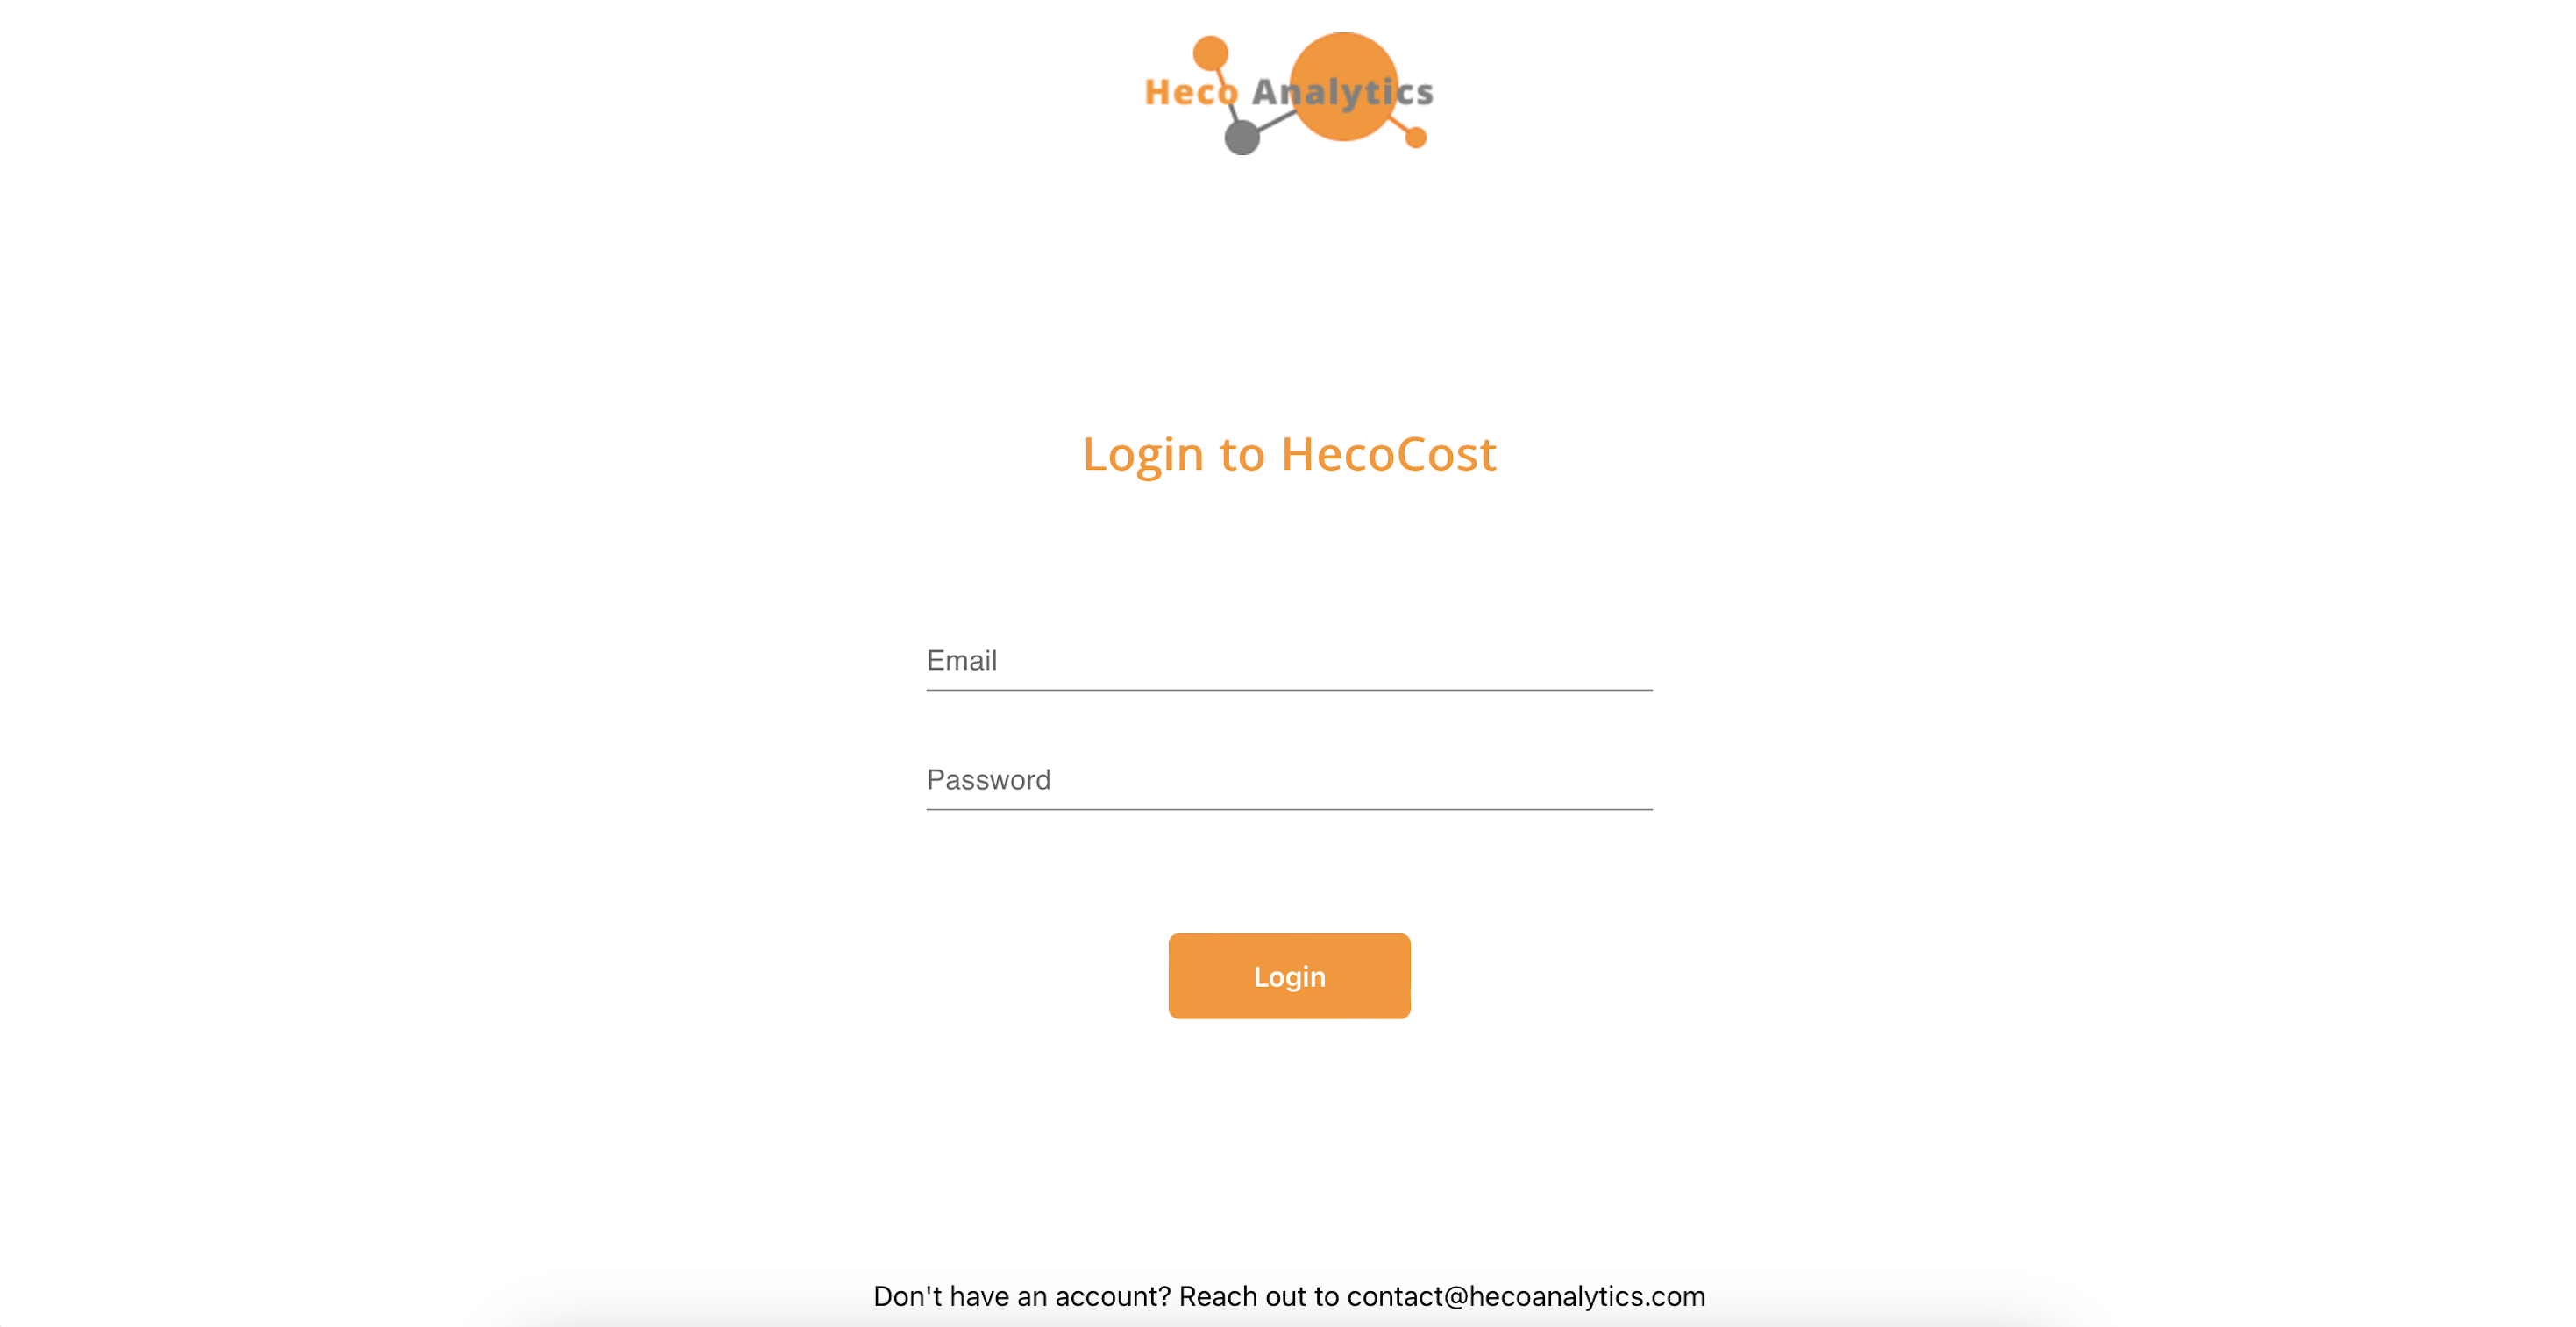 Heco Analytics
Login to HecoCost
Email
Password
Login
Don't have an account? Reach out to contact@hecoanalytics.com